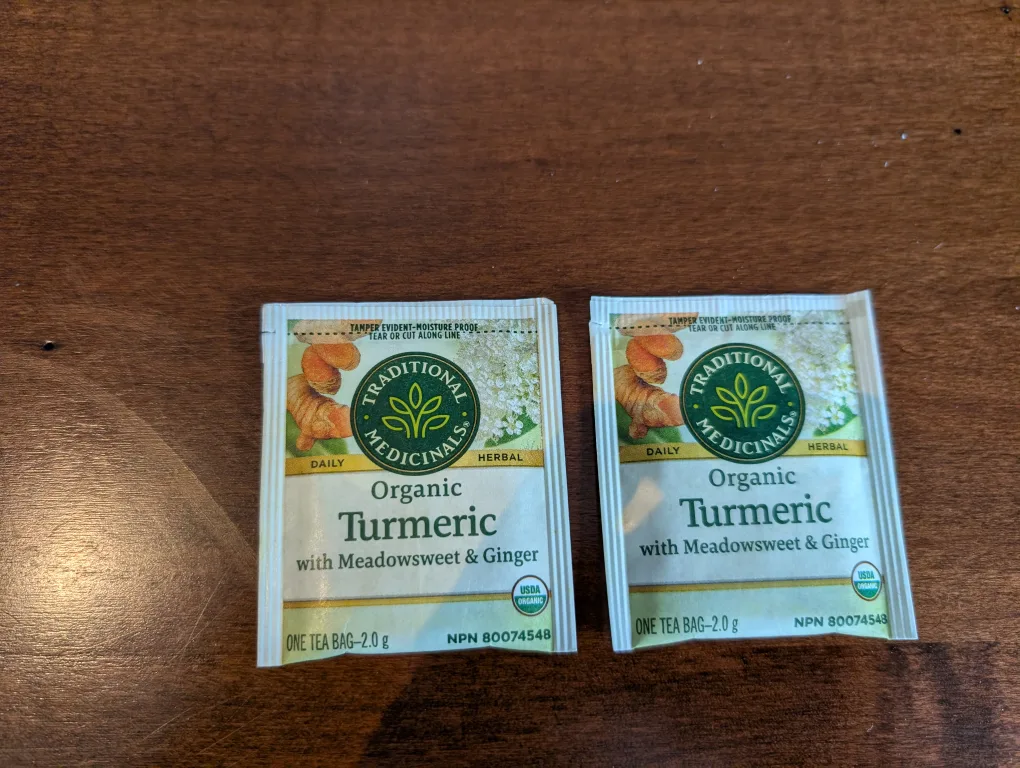 TAMPER EVIDENT-MOISTURE PROOF
TEAR OR CUT ALONG LINE
TRADITIONAL
MEDICINALS®
DAILY
HERBAL
Organic
Turmeric
with Meadowsweet & Ginger
USDA
ORGANIC
ONE TEA BAG–2.0 g
NPN 80074548
TAMPER EVIDENT-MOISTURE PROOF
TEAR OR CUT ALONG LINE
TRADITIONAL
MEDICINALS®
DAILY
HERBAL
Organic
Turmeric
with Meadowsweet & Ginger
USDA
ORGANIC
ONE TEA BAG–2.0 g
NPN 80074548